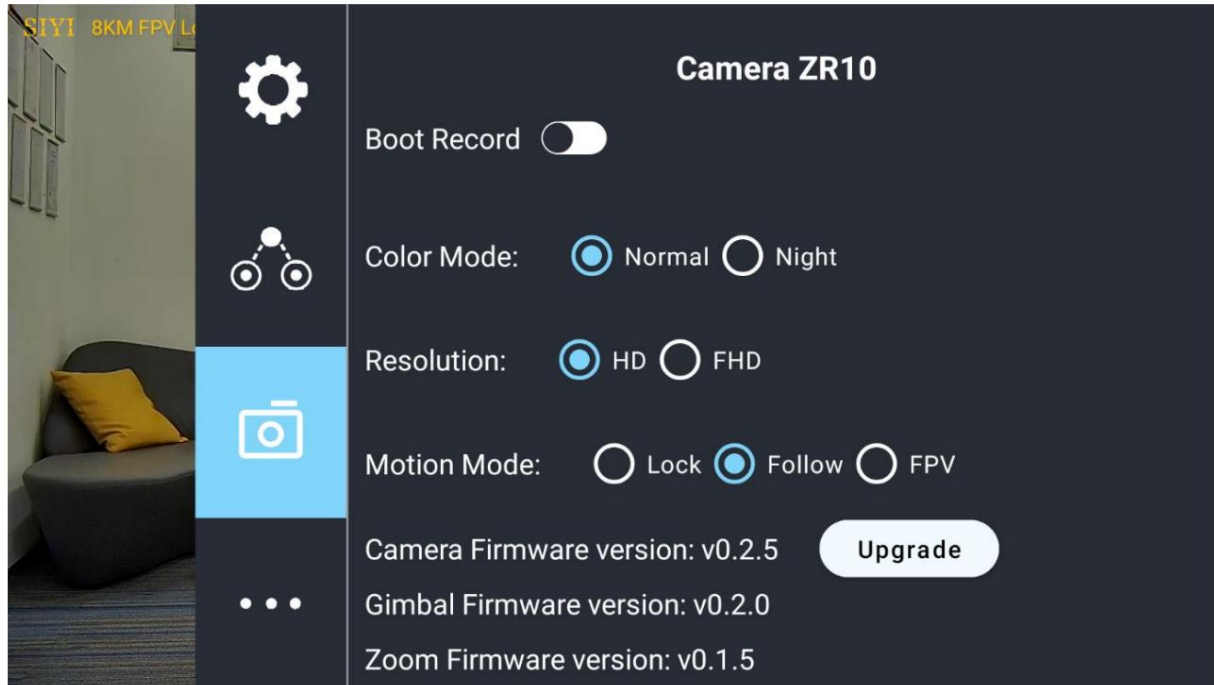 SIYI 8KM FPV
Camera ZR10
Boot Record
Color Mode: Normal Night
Resolution: HD FHD
Motion Mode: Lock Follow FPV
Camera Firmware version: v0.2.5 Upgrade
Gimbal Firmware version: v0.2.0
Zoom Firmware version: v0.1.5